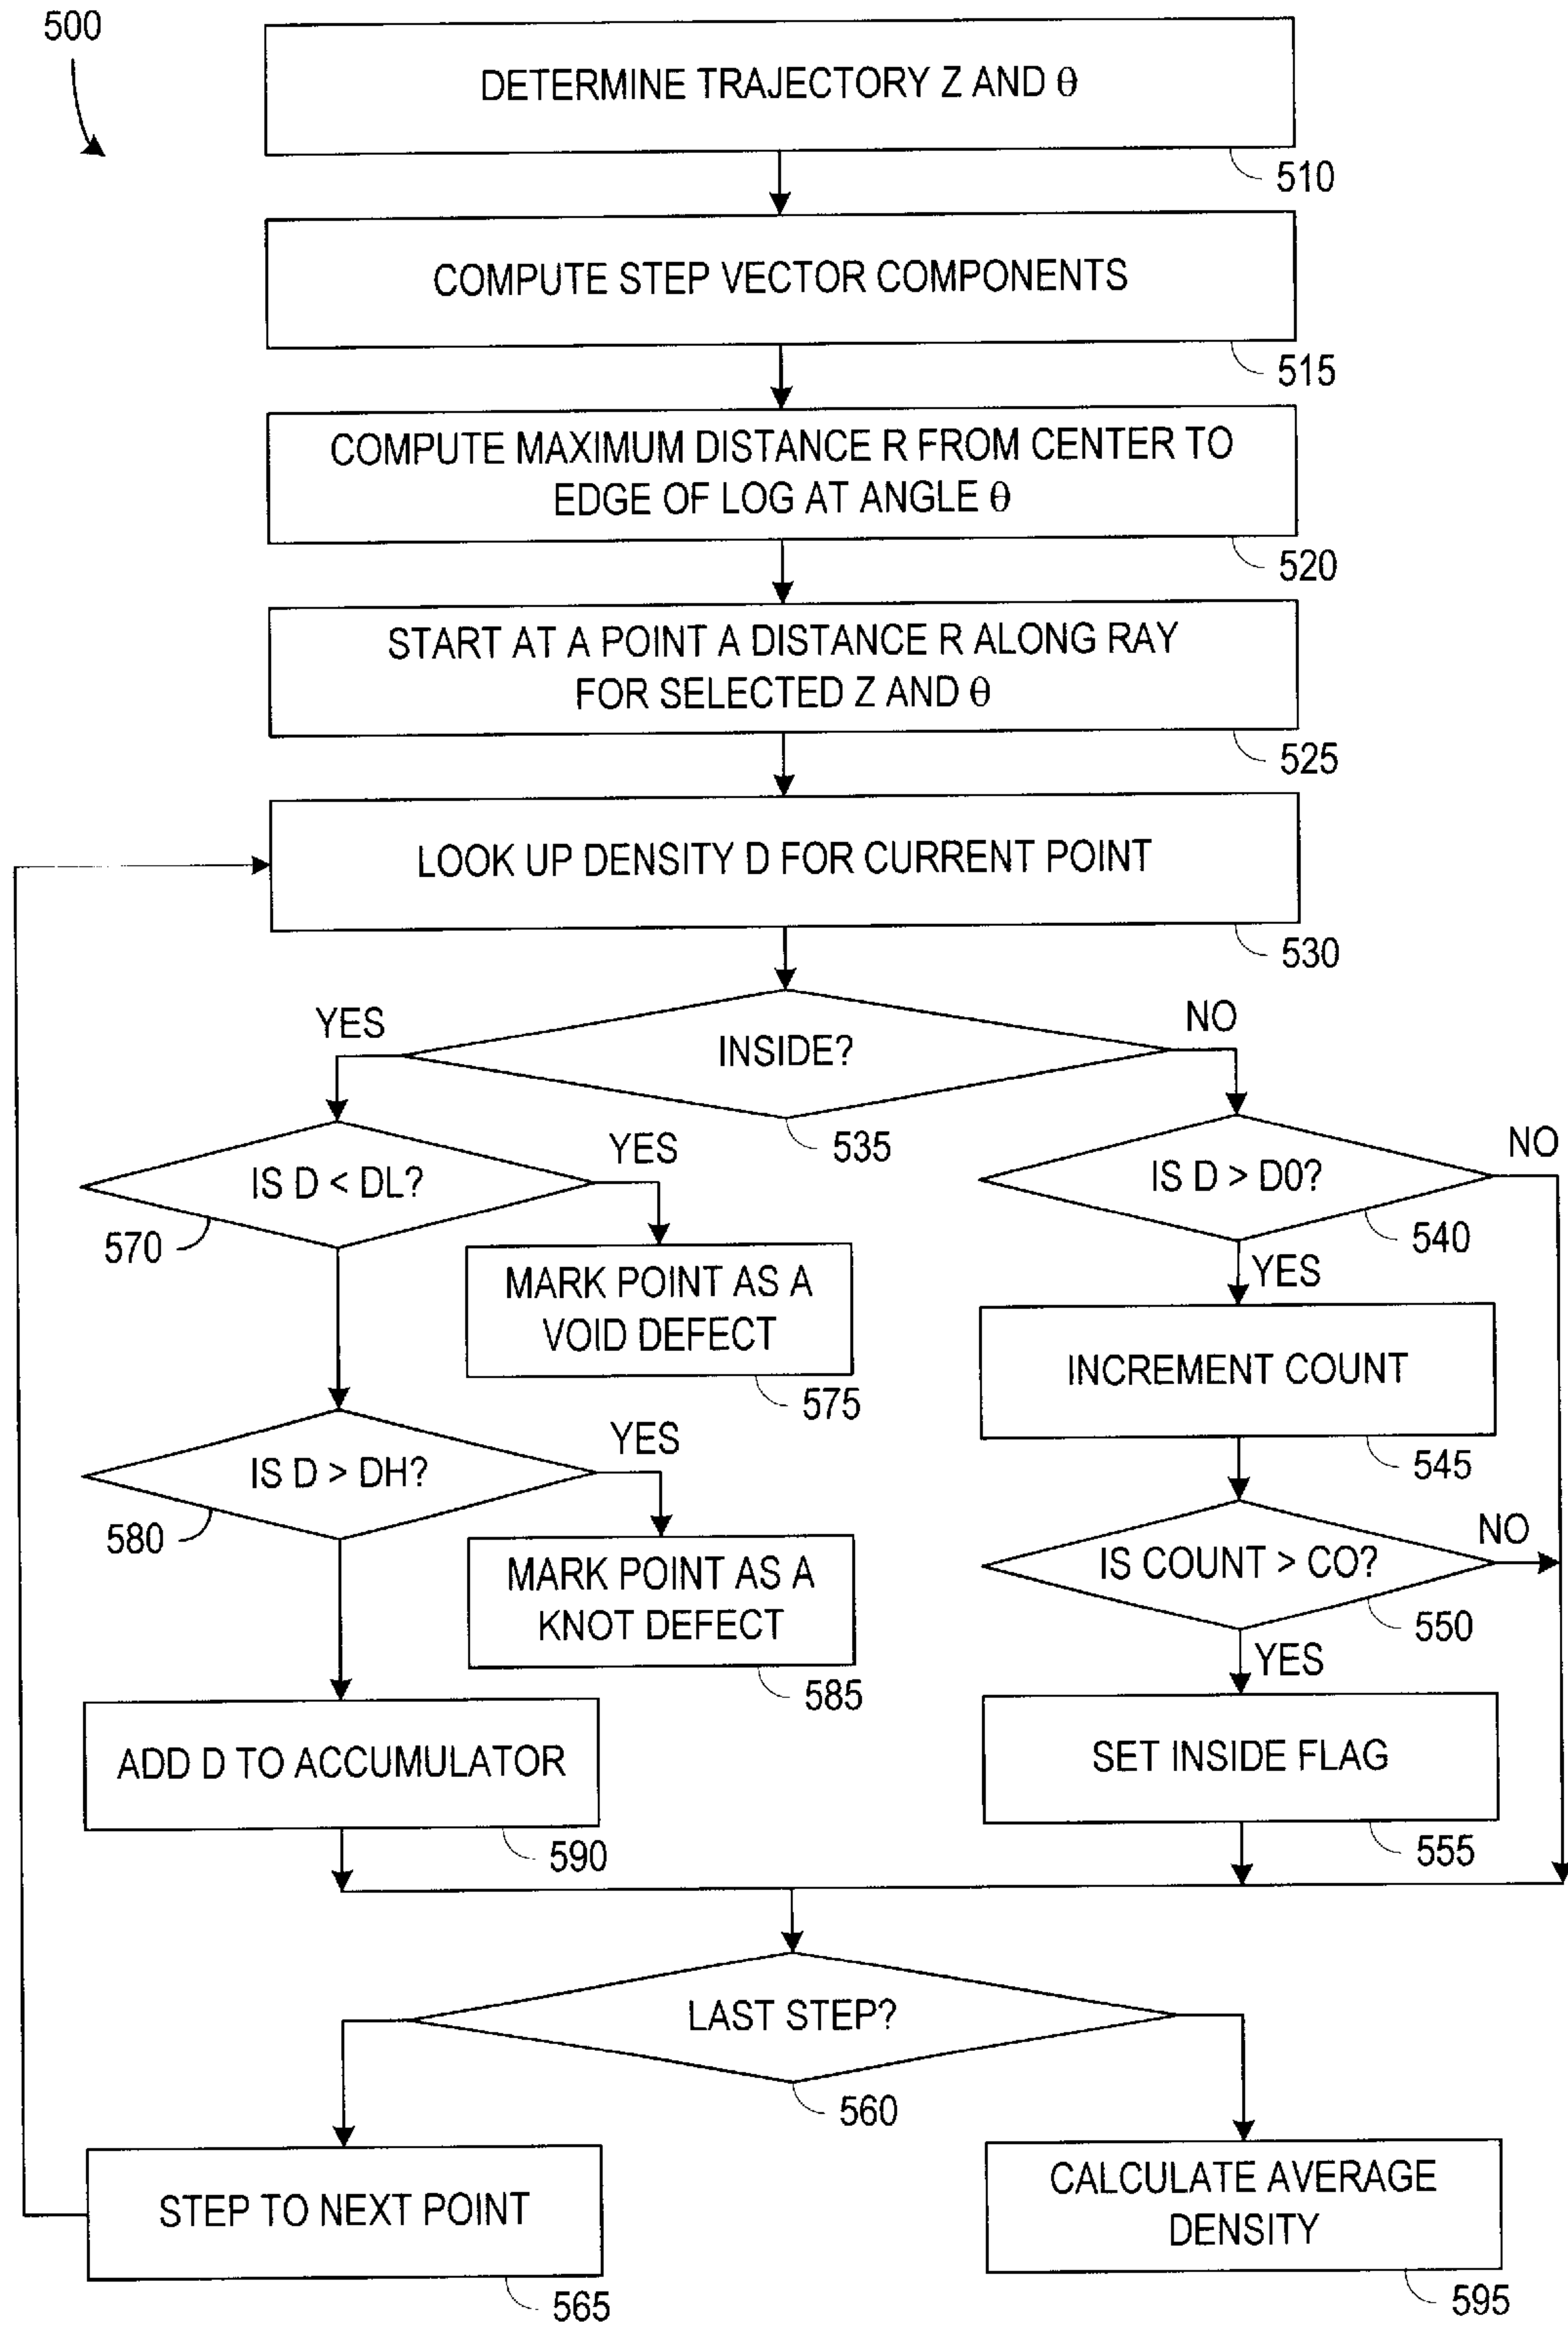 500
DETERMINE TRAJECTORY Z AND θ
510
COMPUTE STEP VECTOR COMPONENTS
515
COMPUTE MAXIMUM DISTANCE R FROM CENTER TO
EDGE OF LOG AT ANGLE θ
520
START AT A POINT A DISTANCE R ALONG RAY
FOR SELECTED Z AND θ
525
LOOK UP DENSITY D FOR CURRENT POINT
530
YES
INSIDE?
NO
535
IS D < DL?
YES
570
MARK POINT AS A
VOID DEFECT
575
IS D > DH?
YES
580
MARK POINT AS A
KNOT DEFECT
585
ADD D TO ACCUMULATOR
590
IS D > D0?
NO
540
YES
INCREMENT COUNT
545
IS COUNT > CO?
NO
550
YES
SET INSIDE FLAG
555
LAST STEP?
560
STEP TO NEXT POINT
565
CALCULATE AVERAGE
DENSITY
595